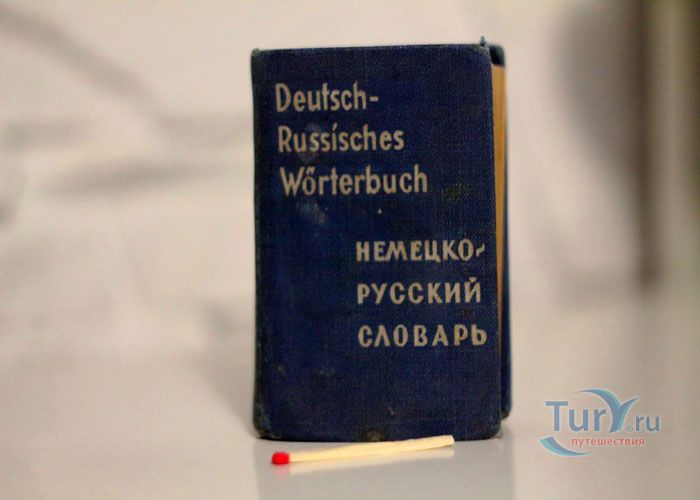 Deutsch-
Russisches
Wörterbuch
НЕМЕЦКО-
РУССКИЙ
СЛОВАРЬ
TurY.ru
путешествия